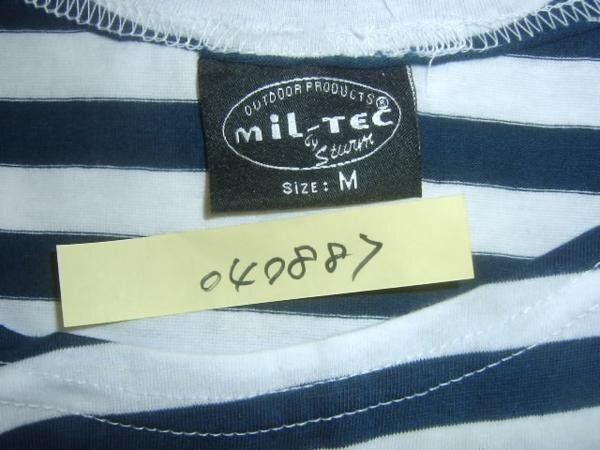 OUTDOOR PRODUCTS
MIL-TEC®
by Sturm
SIZE: M
040887